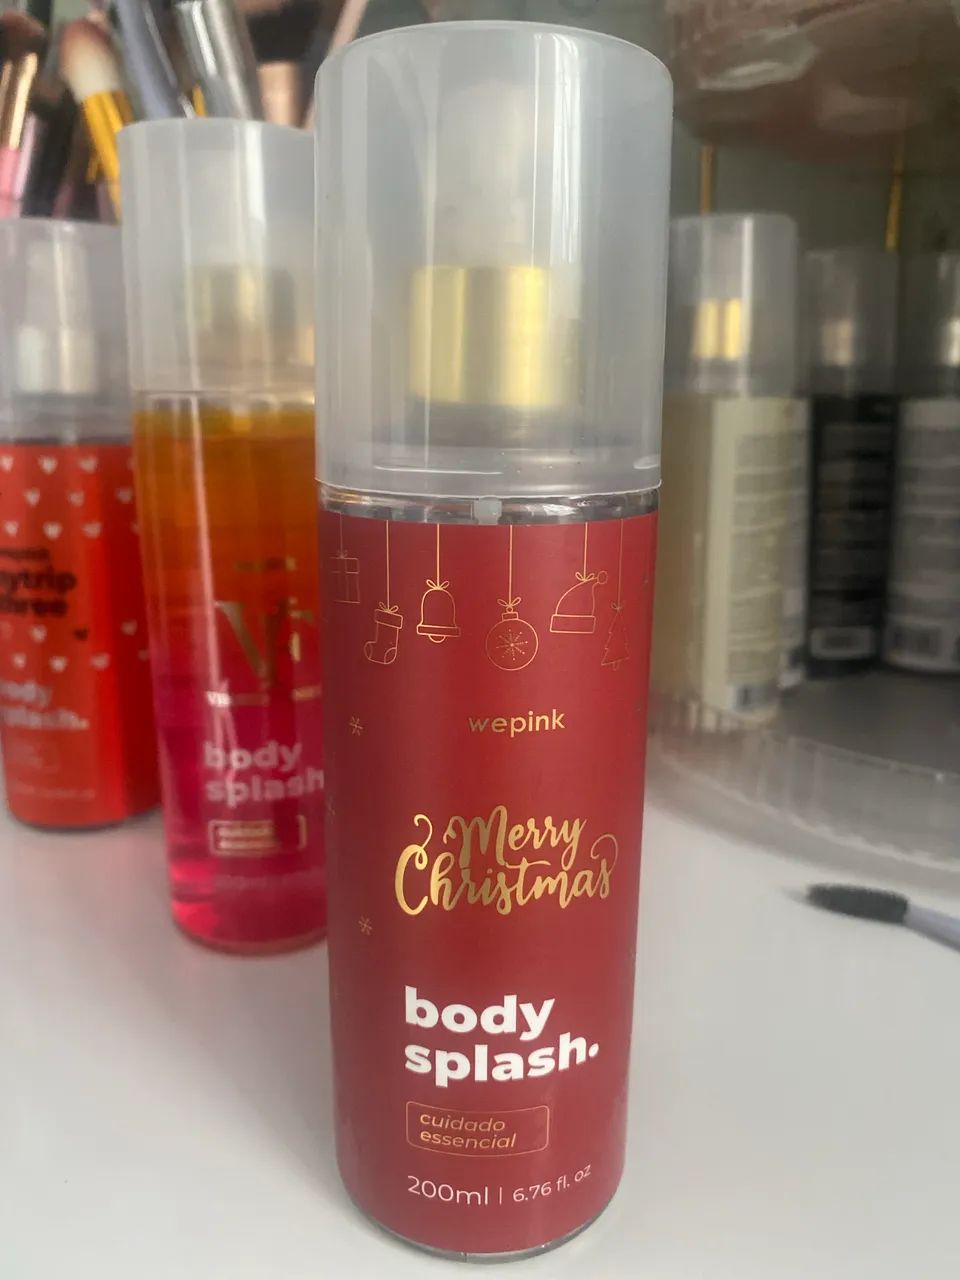 wepink
Merry
Christmas
body
splash.
cuidado
essencial
200ml | 6.76 fl. oz
body
splash
body
splash.